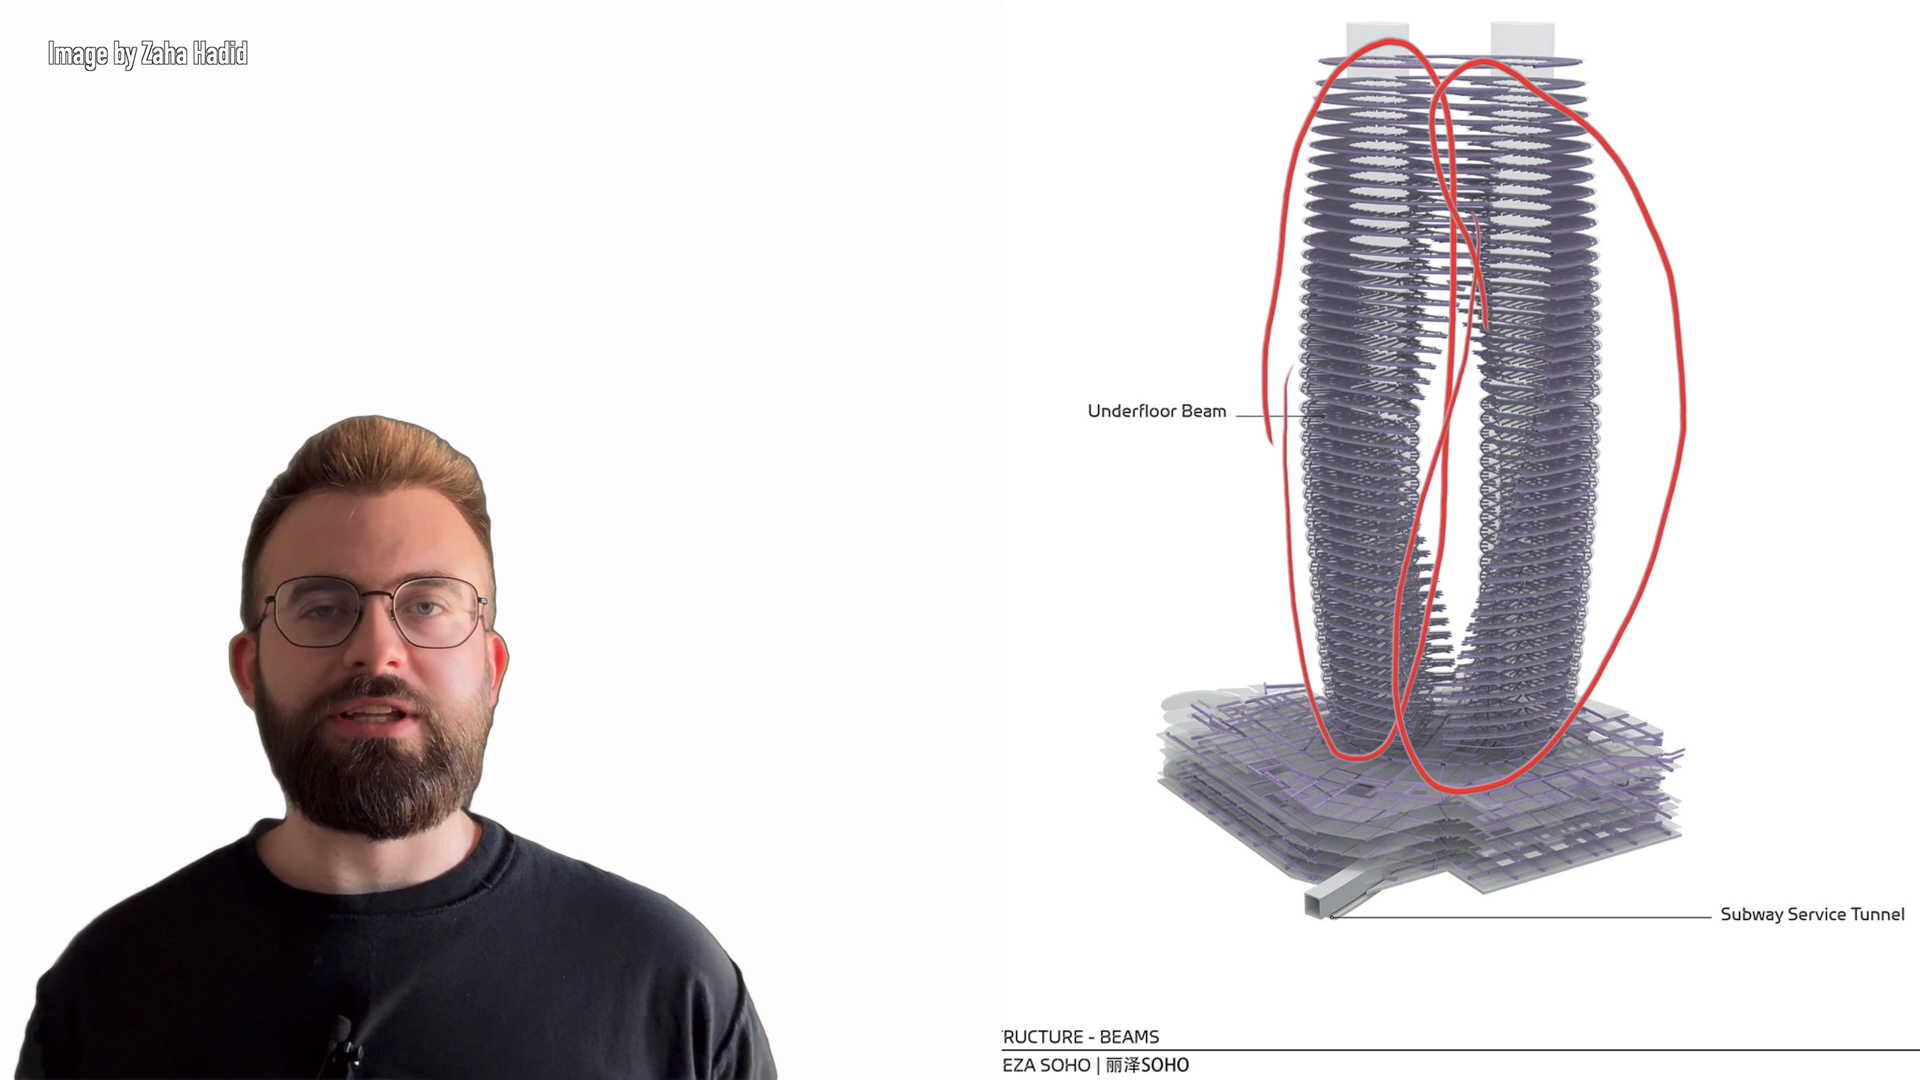 Image by Zaha Hadid
Underfloor Beam
Subway Service Tunnel
RUCTURE - BEAMS
EZA SOHO | 丽泽SOHO